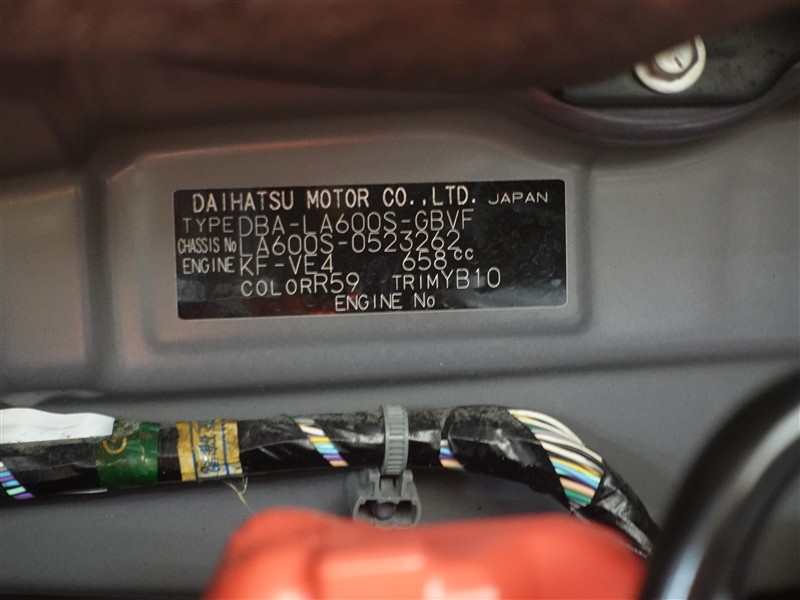 DAIHATSU MOTOR CO.,LTD. JAPAN
TYPE DBA-LA600S-GBVF
CHASSIS No LA600S-0523262
ENGINE KF-VE4 658cc
COLOR R59 TRIM YB10
ENGINE No